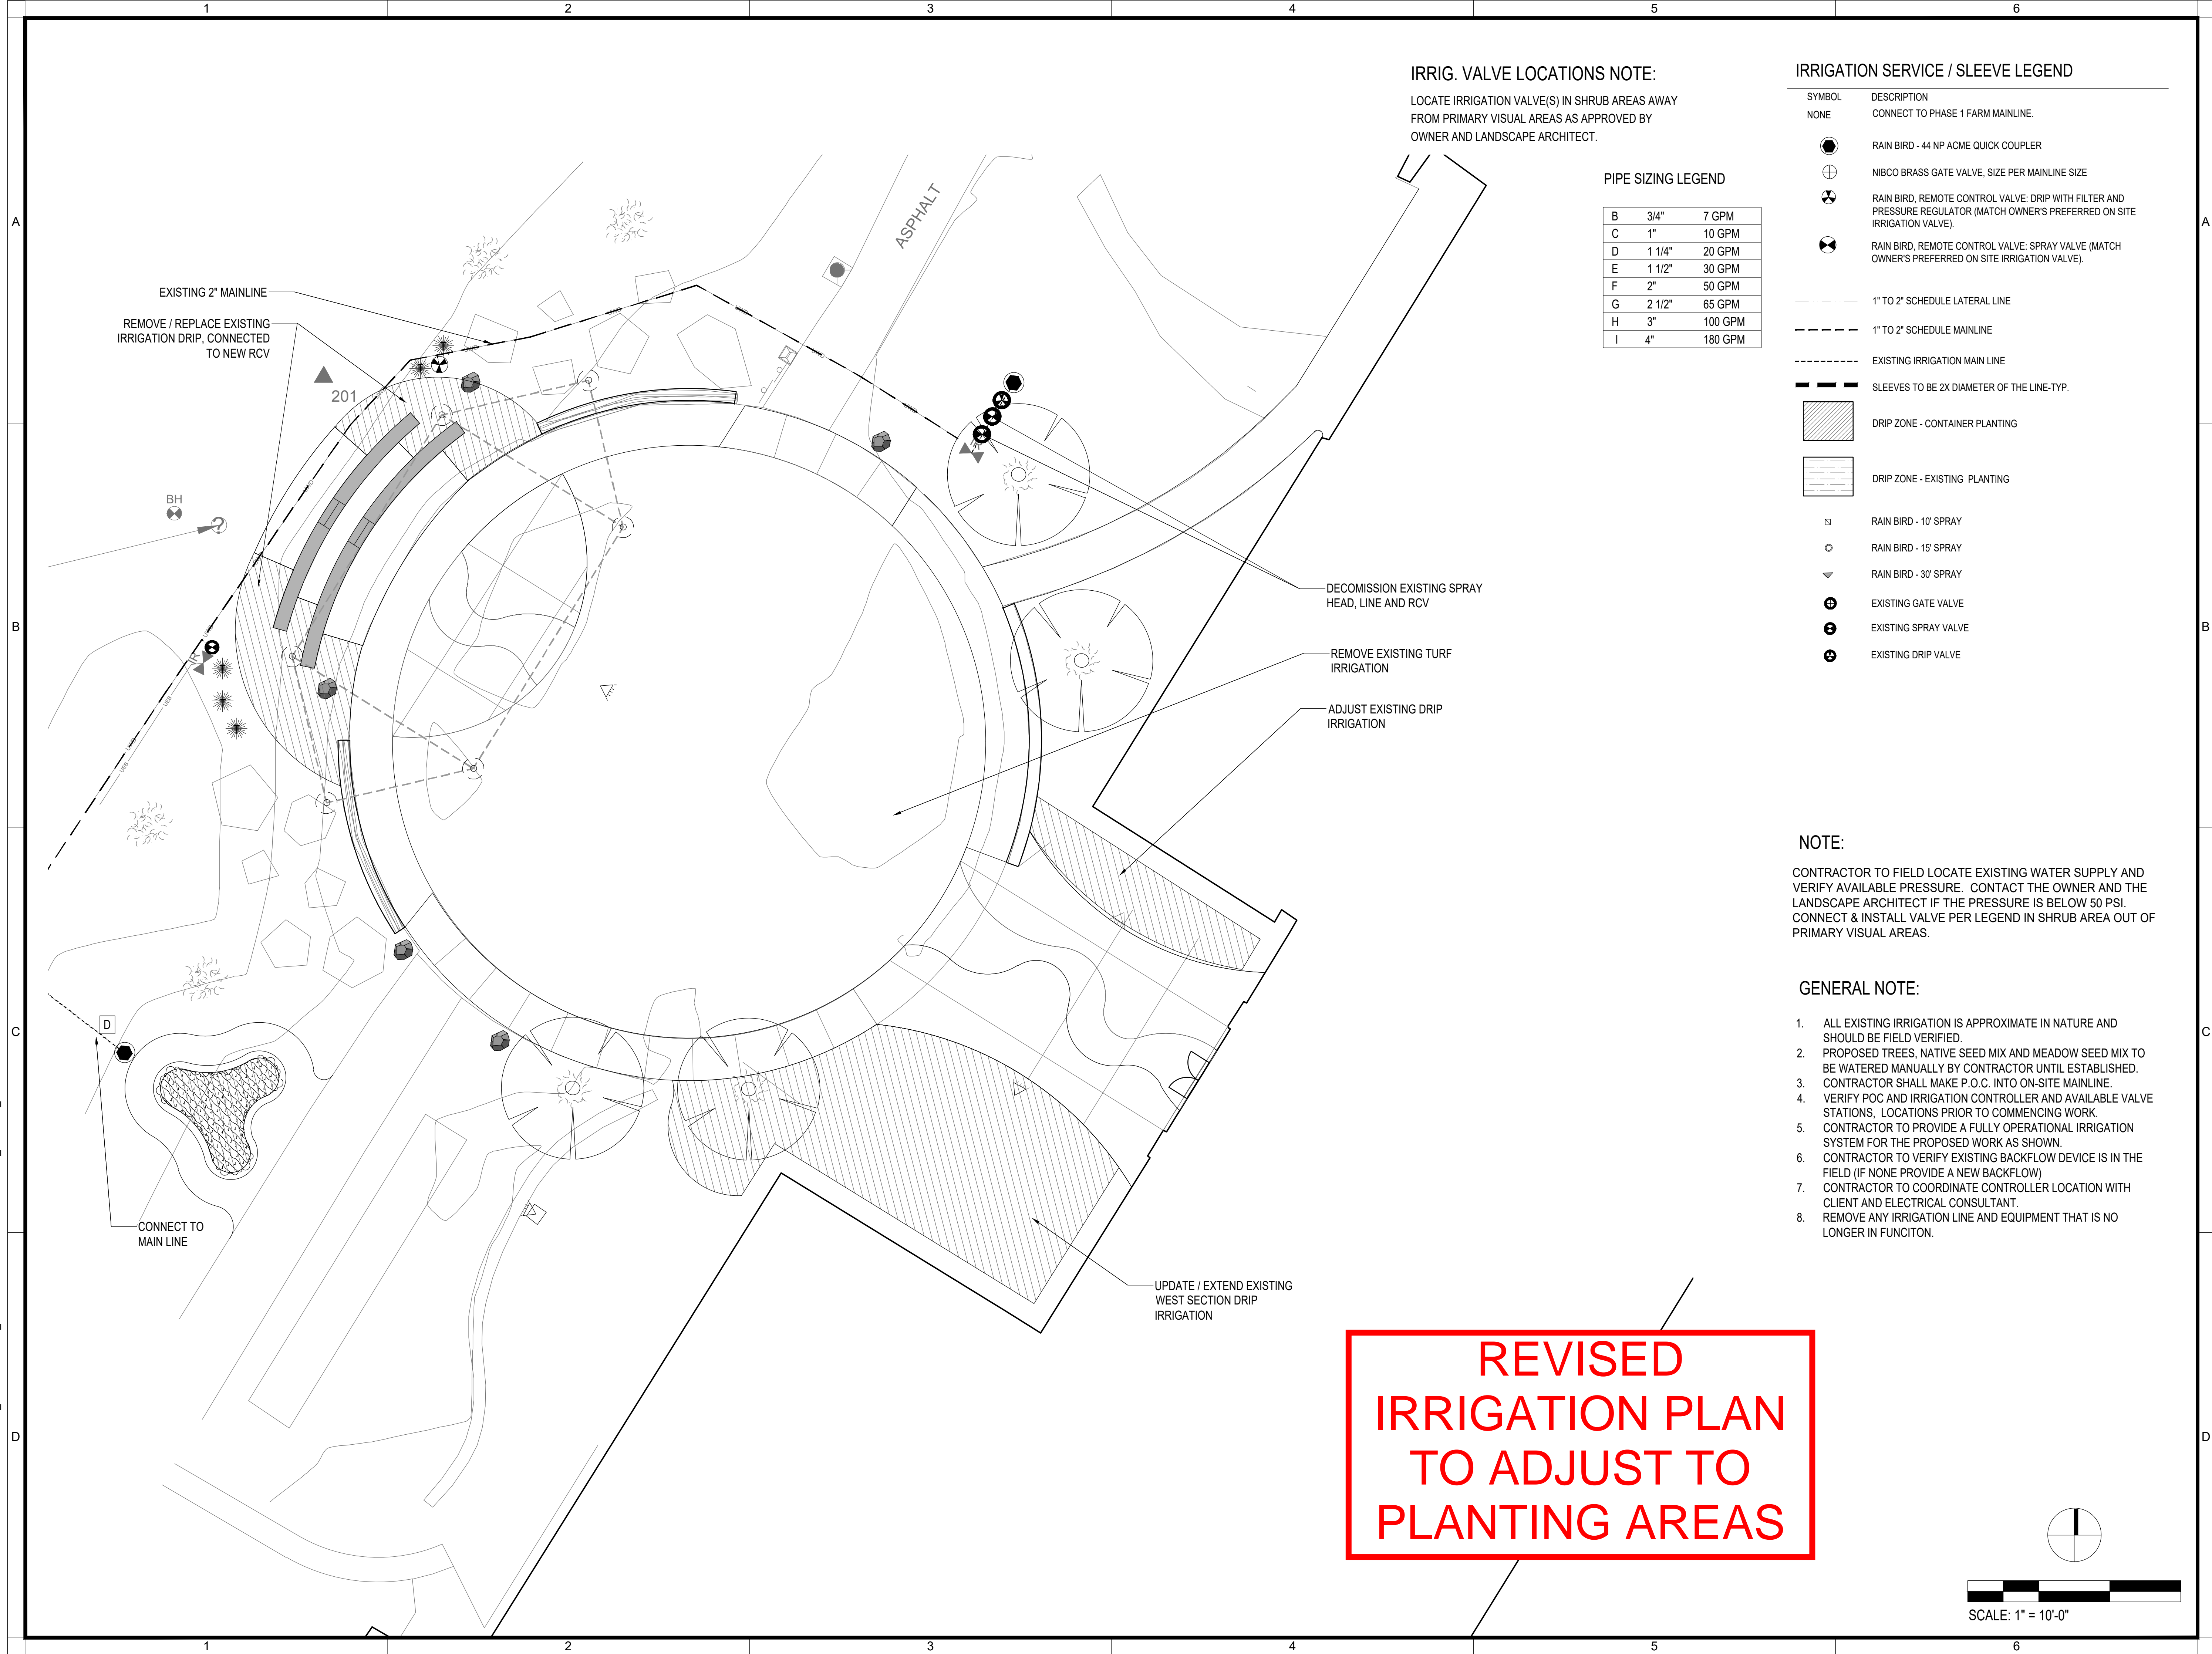 1 2 3 4 5 6
A
B
C
D
A
B
C
D
IRRIG. VALVE LOCATIONS NOTE:
LOCATE IRRIGATION VALVE(S) IN SHRUB AREAS AWAY
FROM PRIMARY VISUAL AREAS AS APPROVED BY
OWNER AND LANDSCAPE ARCHITECT.
PIPE SIZING LEGEND
B 3/4" 7 GPM
C 1" 10 GPM
D 1 1/4" 20 GPM
E 1 1/2" 30 GPM
F 2" 50 GPM
G 2 1/2" 65 GPM
H 3" 100 GPM
I 4" 180 GPM
IRRIGATION SERVICE / SLEEVE LEGEND
SYMBOL DESCRIPTION
NONE CONNECT TO PHASE 1 FARM MAINLINE.
RAIN BIRD - 44 NP ACME QUICK COUPLER
NIBCO BRASS GATE VALVE, SIZE PER MAINLINE SIZE
RAIN BIRD, REMOTE CONTROL VALVE: DRIP WITH FILTER AND
PRESSURE REGULATOR (MATCH OWNER'S PREFERRED ON SITE
IRRIGATION VALVE).
RAIN BIRD, REMOTE CONTROL VALVE: SPRAY VALVE (MATCH
OWNER'S PREFERRED ON SITE IRRIGATION VALVE).
1" TO 2" SCHEDULE LATERAL LINE
1" TO 2" SCHEDULE MAINLINE
EXISTING IRRIGATION MAIN LINE
SLEEVES TO BE 2X DIAMETER OF THE LINE-TYP.
DRIP ZONE - CONTAINER PLANTING
DRIP ZONE - EXISTING PLANTING
RAIN BIRD - 10' SPRAY
RAIN BIRD - 15' SPRAY
RAIN BIRD - 30' SPRAY
EXISTING GATE VALVE
EXISTING SPRAY VALVE
EXISTING DRIP VALVE
ASPHALT
EXISTING 2" MAINLINE
REMOVE / REPLACE EXISTING
IRRIGATION DRIP, CONNECTED
TO NEW RCV
201
BH
?
UEB
UEB
DECOMISSION EXISTING SPRAY
HEAD, LINE AND RCV
REMOVE EXISTING TURF
IRRIGATION
ADJUST EXISTING DRIP
IRRIGATION
D
CONNECT TO
MAIN LINE
UPDATE / EXTEND EXISTING
WEST SECTION DRIP
IRRIGATION
NOTE:
CONTRACTOR TO FIELD LOCATE EXISTING WATER SUPPLY AND
VERIFY AVAILABLE PRESSURE. CONTACT THE OWNER AND THE
LANDSCAPE ARCHITECT IF THE PRESSURE IS BELOW 50 PSI.
CONNECT & INSTALL VALVE PER LEGEND IN SHRUB AREA OUT OF
PRIMARY VISUAL AREAS.
GENERAL NOTE:
1. ALL EXISTING IRRIGATION IS APPROXIMATE IN NATURE AND
SHOULD BE FIELD VERIFIED.
2. PROPOSED TREES, NATIVE SEED MIX AND MEADOW SEED MIX TO
BE WATERED MANUALLY BY CONTRACTOR UNTIL ESTABLISHED.
3. CONTRACTOR SHALL MAKE P.O.C. INTO ON-SITE MAINLINE.
4. VERIFY POC AND IRRIGATION CONTROLLER AND AVAILABLE VALVE
STATIONS, LOCATIONS PRIOR TO COMMENCING WORK.
5. CONTRACTOR TO PROVIDE A FULLY OPERATIONAL IRRIGATION
SYSTEM FOR THE PROPOSED WORK AS SHOWN.
6. CONTRACTOR TO VERIFY EXISTING BACKFLOW DEVICE IS IN THE
FIELD (IF NONE PROVIDE A NEW BACKFLOW)
7. CONTRACTOR TO COORDINATE CONTROLLER LOCATION WITH
CLIENT AND ELECTRICAL CONSULTANT.
8. REMOVE ANY IRRIGATION LINE AND EQUIPMENT THAT IS NO
LONGER IN FUNCITON.
REVISED
IRRIGATION PLAN
TO ADJUST TO
PLANTING AREAS
SCALE: 1" = 10'-0"
1 2 3 4 5 6